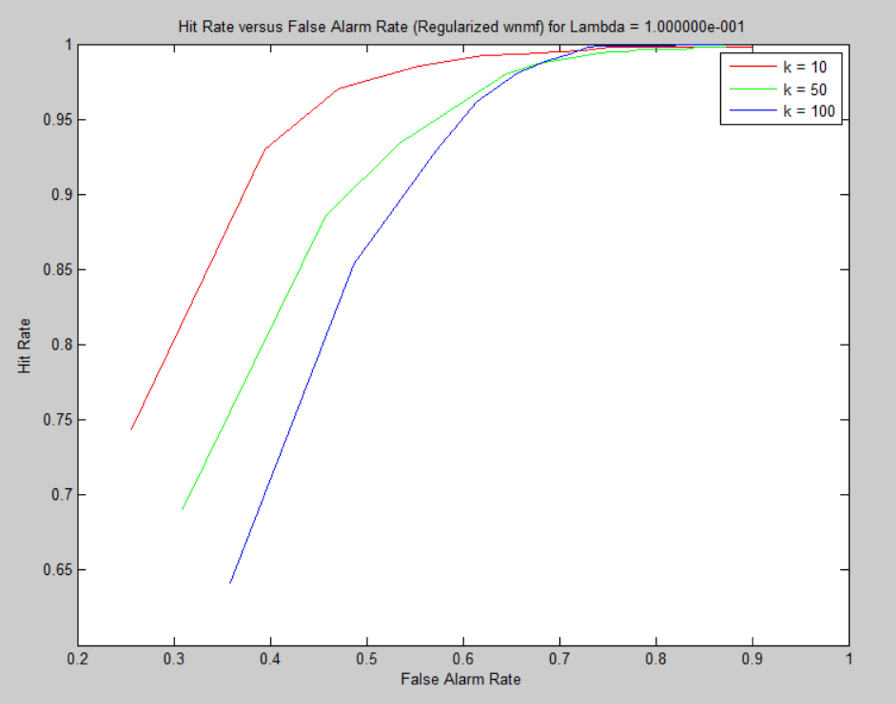 Hit Rate versus False Alarm Rate (Regularized wnmf) for Lambda = 1.000000e-001
1
0.95
0.9
0.85
0.8
0.75
0.7
0.65
Hit Rate
k = 10
k = 50
k = 100
0.2 0.3 0.4 0.5 0.6 0.7 0.8 0.9 1
False Alarm Rate